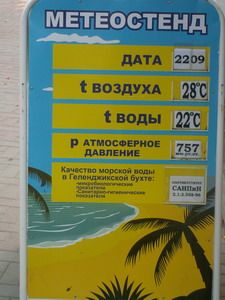 МЕТЕОСТЕНД
ДАТА 2209
t ВОЗДУХА 28°С
t ВОДЫ 22°С
р АТМОСФЕРНОЕ ДАВЛЕНИЕ 757
Качество морской воды
в Геленджикской бухте:
-микробиологические
показатели
-Санитарно-гигиенические
показатели
САНПиН